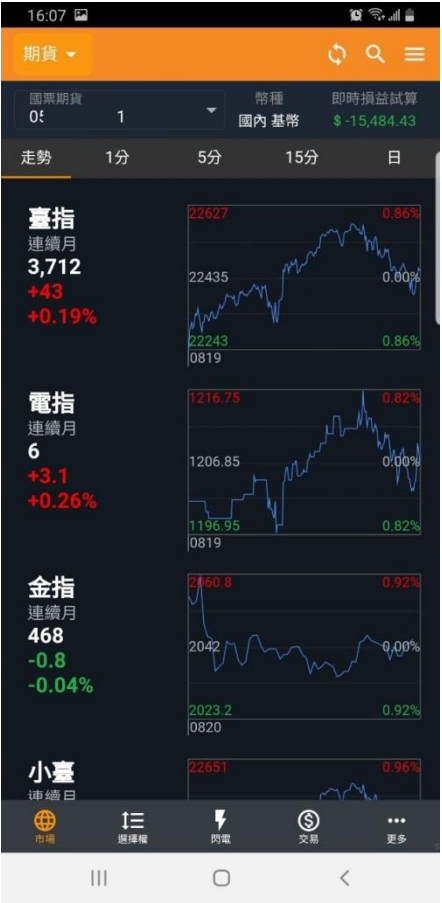 16:07
期貨
國票期貨
幣種
即時損益試算
05 1
國內 基幣
$ -15,484.43
走勢 1分 5分 15分 日
臺指
連續月
3,712
+43
+0.19%
22627 0.86%
22435 0.00%
22243 0.86%
0819
電指
連續月
6
+3.1
+0.26%
1216.75 0.82%
1206.85 0.00%
1196.95 0.82%
0819
金指
連續月
468
-0.8
-0.04%
2060.8 0.92%
2042 0.00%
2023.2 0.92%
0820
小臺
連續月
22651 0.96%
市場 選擇權 閃電 交易 更多